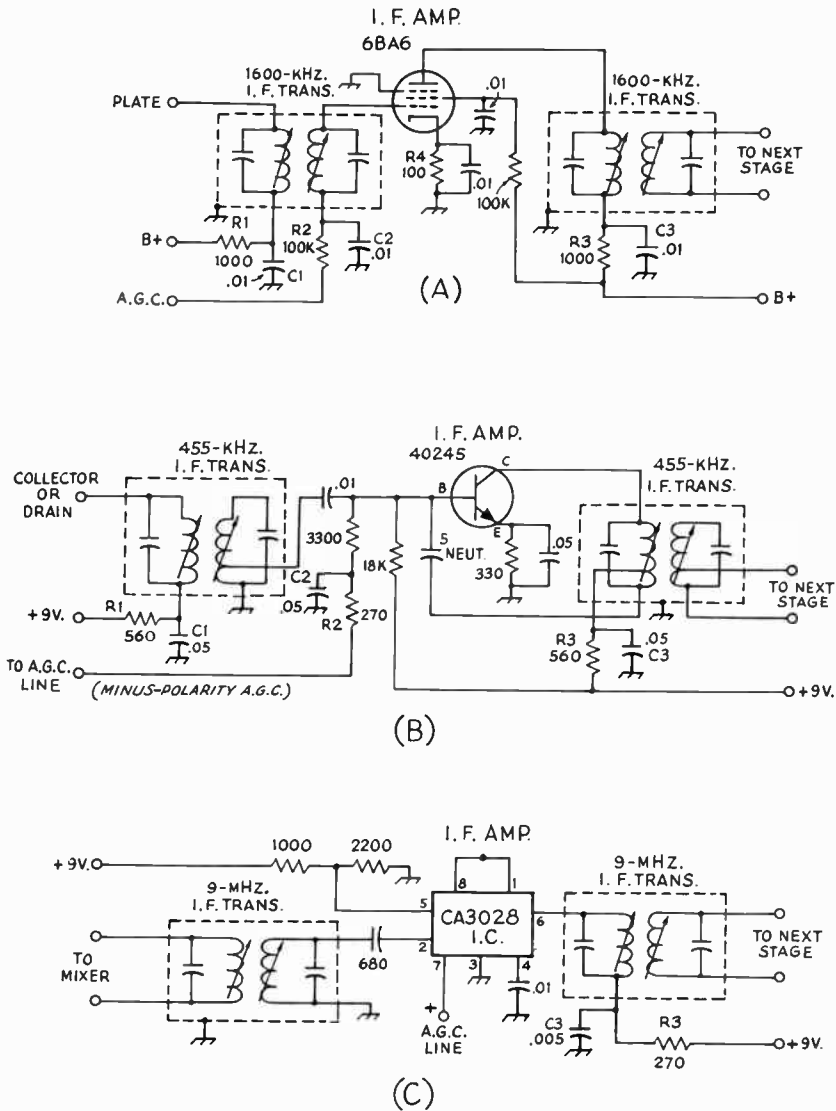 I. F. AMP.
6BA6
1600-KHZ.
I.F. TRANS.
PLATE
.01
1600-KHZ.
I.F. TRANS.
TO NEXT
STAGE
R4
100
.01
100K
R1
1000
B+
.01
C1
R2
100K
C2
.01
A.G.C.
R3
1000
C3
.01
B+
(A)
I.F. AMP.
40245
455-KHZ.
I.F. TRANS.
COLLECTOR
OR
DRAIN
.01
B
C
E
455-KHZ.
I.F. TRANS.
3300
18K
5
NEUT.
330
.05
C2
.05
R2
270
TO NEXT
STAGE
+9V.
R1
560
C1
.05
R3
560
.05
C3
TO A.G.C.
LINE
(MINUS-POLARITY A.G.C.)
+9V.
(B)
I. F. AMP.
1000
2200
+9V.
9-MHZ.
I.F. TRANS.
8
1
5
CA3028
I.C.
6
2
7
3
4
9-MHZ.
I. F. TRANS.
TO
MIXER
680
TO NEXT
STAGE
.01
+
A.G.C.
LINE
C3
.005
R3
270
+9V.
(C)